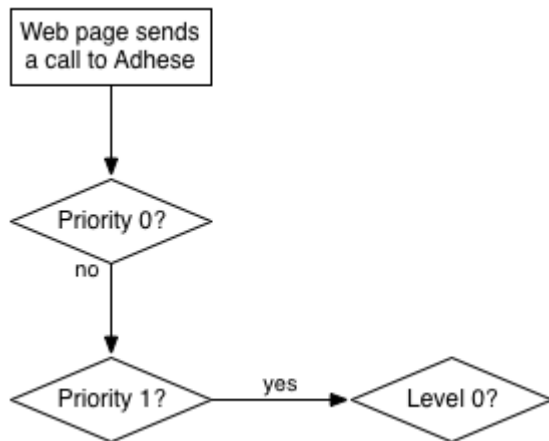 Web page sends
a call to Adhese
Priority 0?
no
Priority 1?
yes
Level 0?